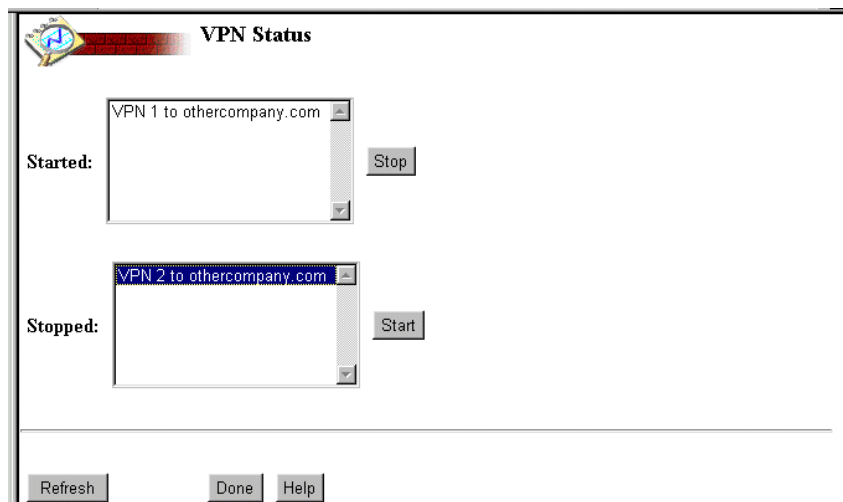 VPN Status
Started:
VPN 1 to othercompany.com
Stop
Stopped:
VPN 2 to othercompany.com
Start
Refresh Done Help